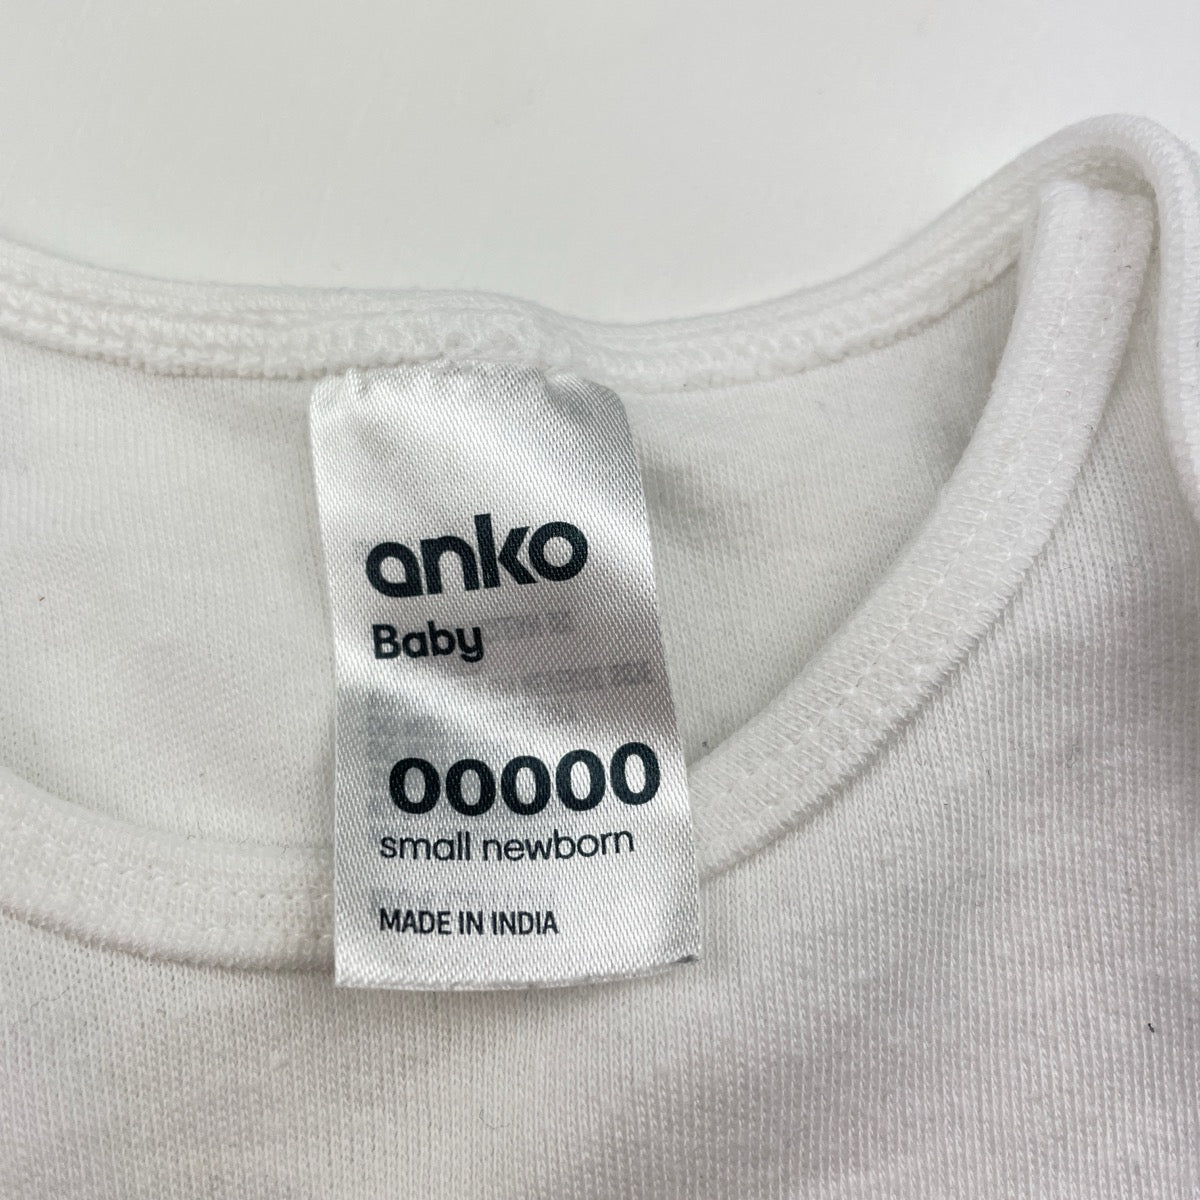 anko
Baby
00000
small newborn
MADE IN INDIA